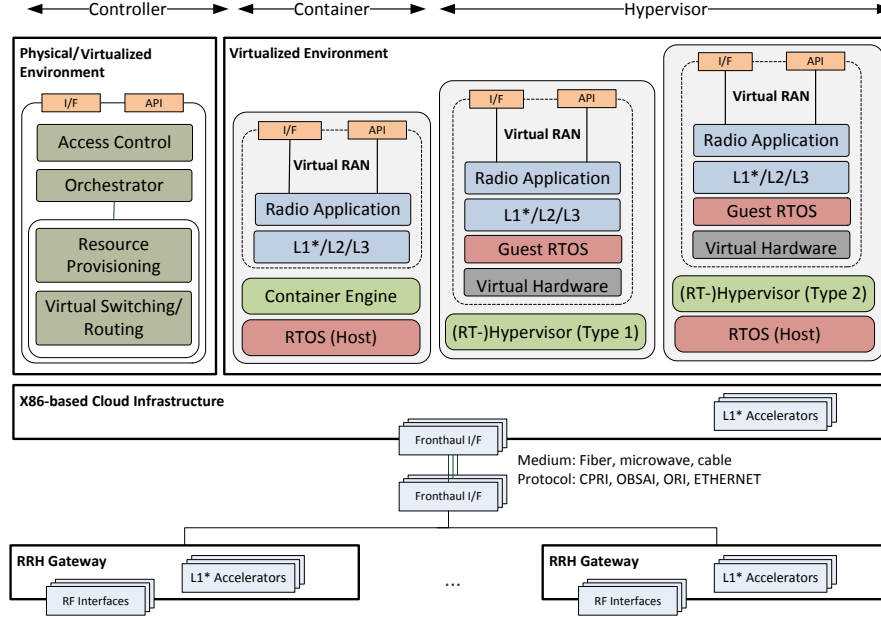 Controller
Container
Hypervisor
Physical/Virtualized
Environment
I/F
API
Access Control
Orchestrator
Resource
Provisioning
Virtual Switching/
Routing
Virtualized Environment
I/F
API
Virtual RAN
Radio Application
L1*/L2/L3
Container Engine
RTOS (Host)
I/F
API
Virtual RAN
Radio Application
L1*/L2/L3
Guest RTOS
Virtual Hardware
(RT-)Hypervisor (Type 1)
I/F
API
Virtual RAN
Radio Application
L1*/L2/L3
Guest RTOS
Virtual Hardware
(RT-)Hypervisor (Type 2)
RTOS (Host)
X86-based Cloud Infrastructure
L1* Accelerators
Fronthaul I/F
Medium: Fiber, microwave, cable
Protocol: CPRI, OBSAI, ORI, ETHERNET
Fronthaul I/F
RRH Gateway
L1* Accelerators
RF Interfaces
...
RRH Gateway
L1* Accelerators
RF Interfaces